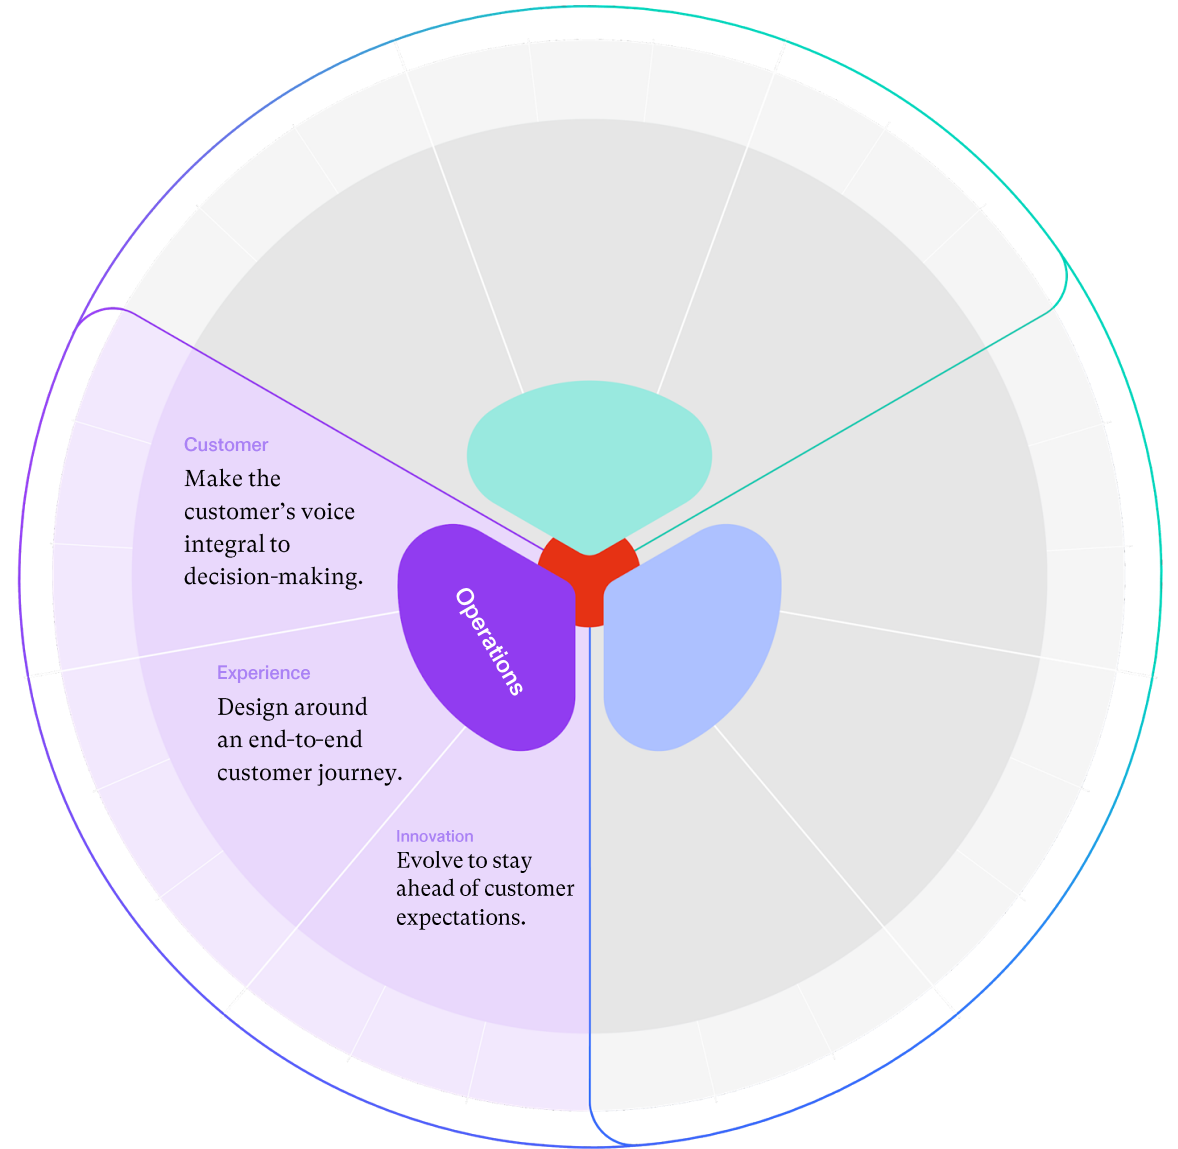 Customer
Make the
customer’s voice
integral to
decision-making.
Operations
Experience
Design around
an end-to-end
customer journey.
Innovation
Evolve to stay
ahead of customer
expectations.